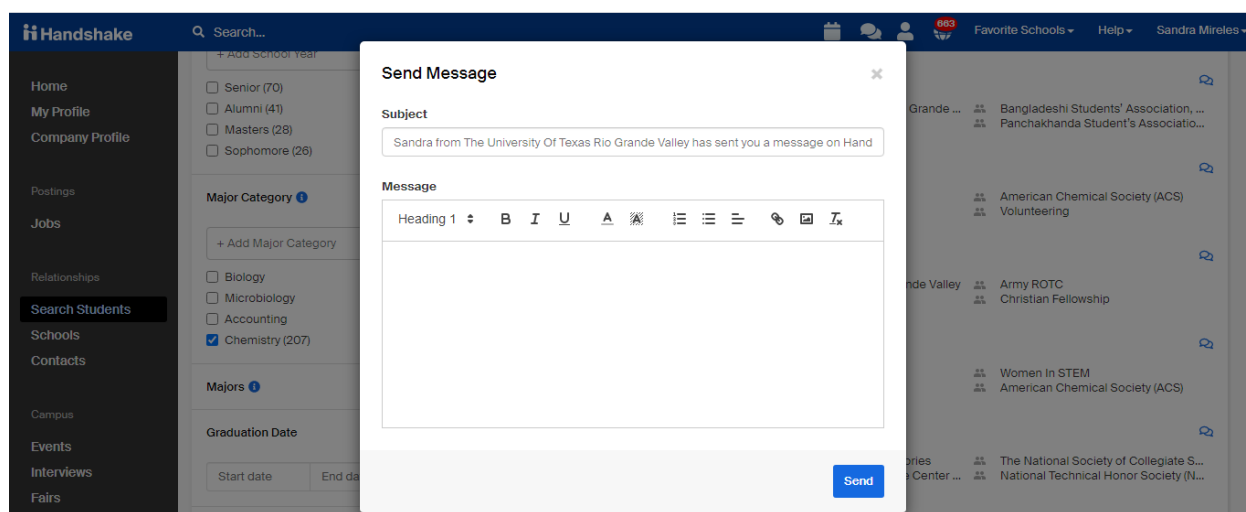 Handshake
Search...
663
Favorite Schools
Help
Sandra Mireles
Home
My Profile
Company Profile
Postings
Jobs
Relationships
Search Students
Schools
Contacts
Campus
Events
Interviews
Fairs
+ Add School Year
Senior (70)
Alumni (41)
Masters (28)
Sophomore (26)
Major Category
+ Add Major Category
Biology
Microbiology
Accounting
Chemistry (207)
Majors
Graduation Date
Start date
End da
Send Message
×
Subject
Sandra from The University Of Texas Rio Grande Valley has sent you a message on Hand
Message
Heading 1 B I U A A Tx
Send
Grande ... Bangladeshi Students' Association, ...
Panchakhanda Student's Associatio...
American Chemical Society (ACS)
Volunteering
nde Valley Army ROTC
Christian Fellowship
Women In STEM
American Chemical Society (ACS)
ories The National Society of Collegiate S...
Center ... National Technical Honor Society (N...